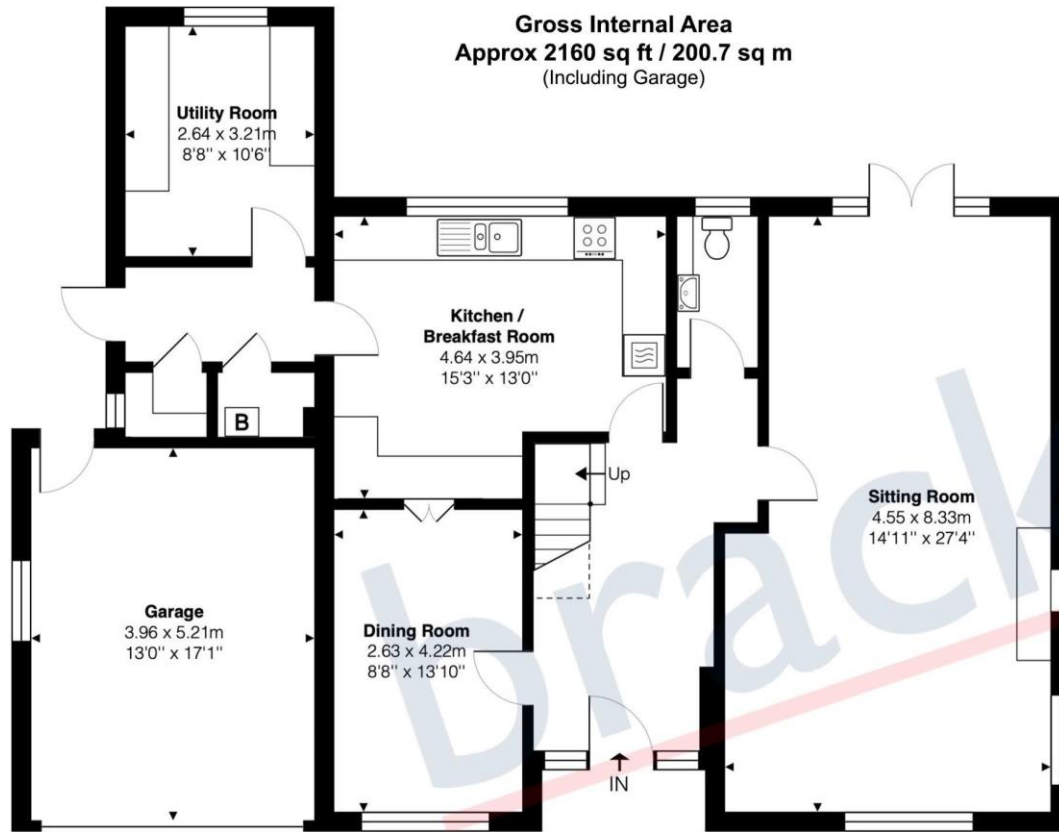 Gross Internal Area
Approx 2160 sq ft / 200.7 sq m
(Including Garage)
Utility Room
2.64 x 3.21m
8'8" x 10'6"
Kitchen /
Breakfast Room
4.64 x 3.95m
15'3" x 13'0"
B
Up
Sitting Room
4.55 x 8.33m
14'11" x 27'4"
Garage
3.96 x 5.21m
13'0" x 17'1"
Dining Room
2.63 x 4.22m
8'8" x 13'10"
IN
brack